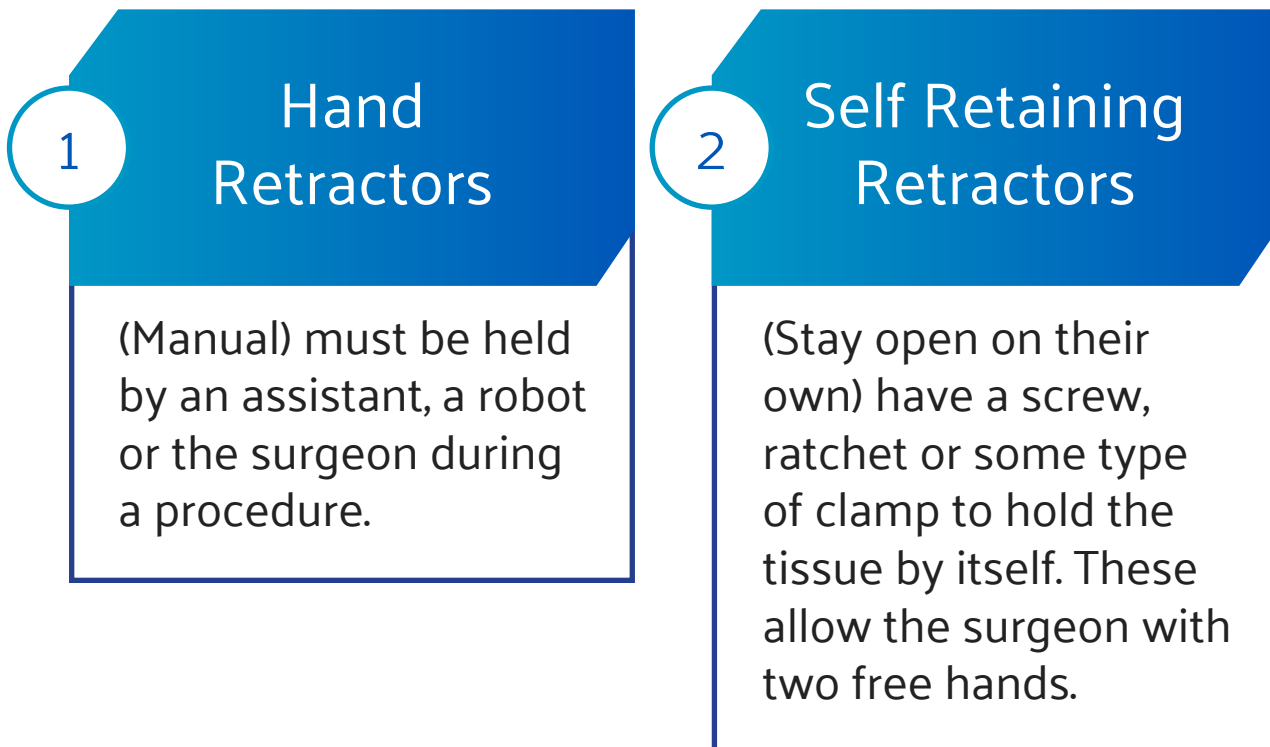 1
Hand
Retractors
(Manual) must be held
by an assistant, a robot
or the surgeon during
a procedure.
2
Self Retaining
Retractors
(Stay open on their
own) have a screw,
ratchet or some type
of clamp to hold the
tissue by itself. These
allow the surgeon with
two free hands.